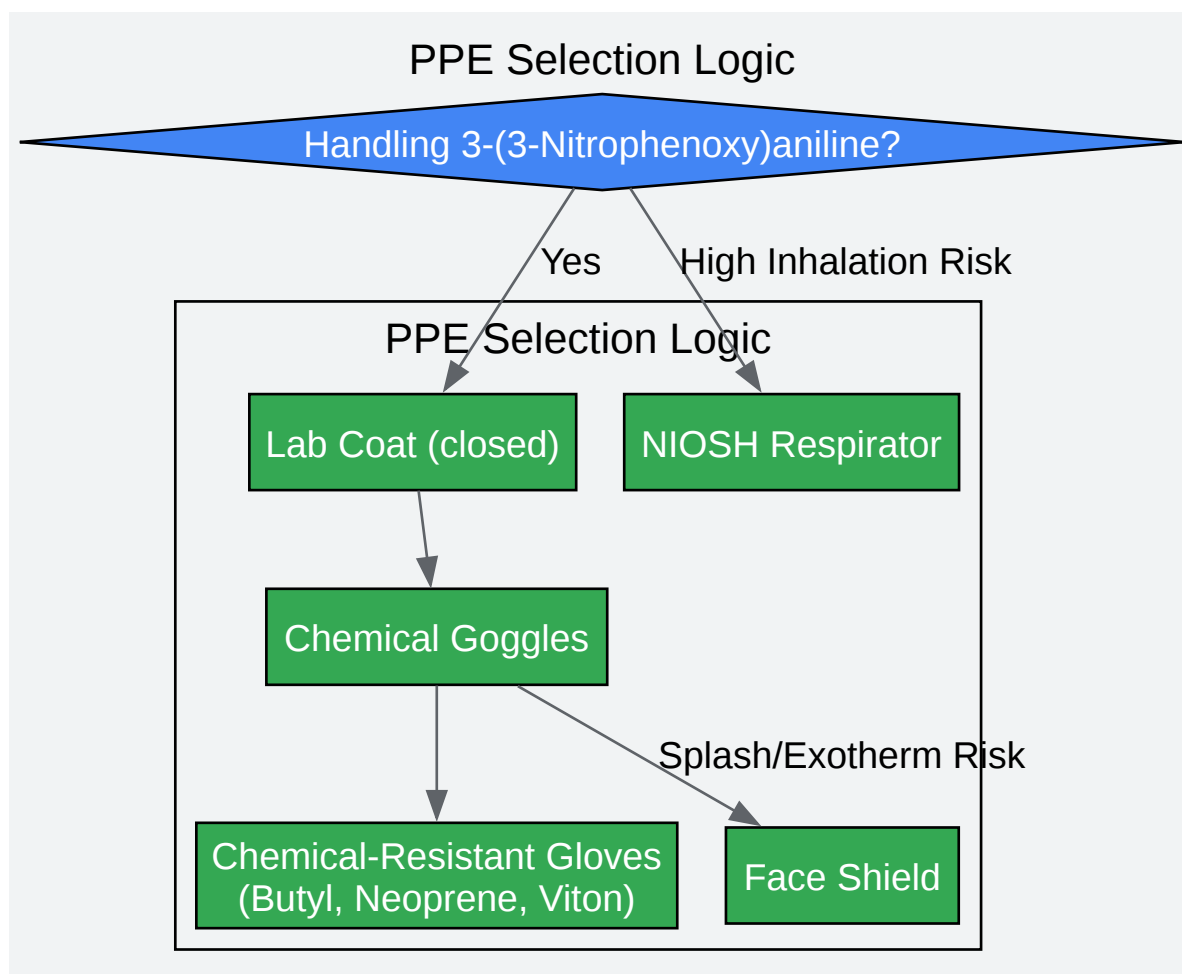 PPE Selection Logic
Handling 3-(3-Nitrophenoxy)aniline?
Yes
High Inhalation Risk
PPE Selection Logic
Lab Coat (closed)
NIOSH Respirator
Chemical Goggles
Splash/Exotherm Risk
Chemical-Resistant Gloves
(Butyl, Neoprene, Viton)
Face Shield